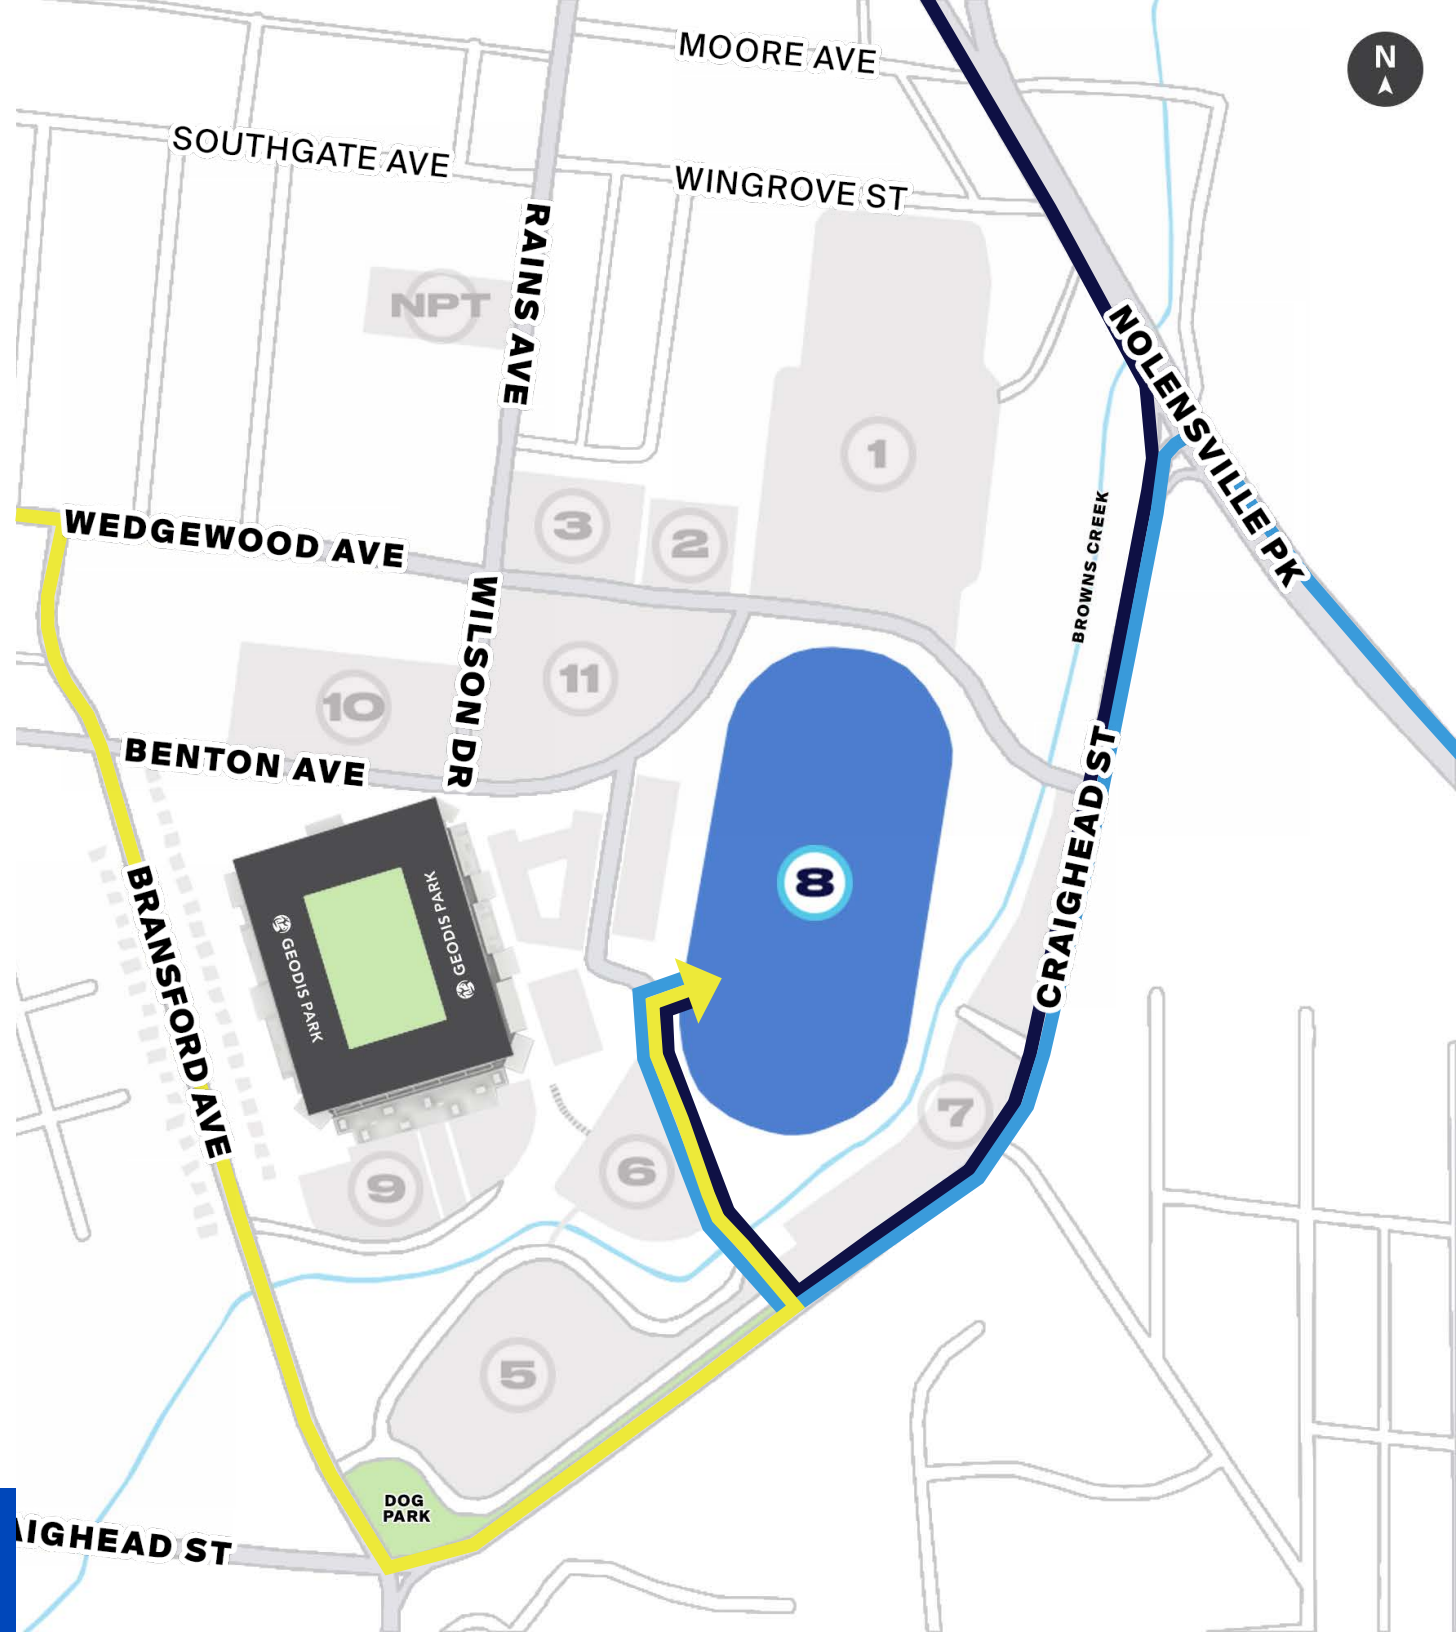 MOORE AVE
N
SOUTHGATE AVE
WINGROVE ST
RAINS AVE
NPT
NOLENSVILLE PK
1
3
2
WEDGEWOOD AVE
BROWNS CREEK
WILSON DR
11
10
BENTON AVE
CRAIGHEAD ST
8
BRANSFORD AVE
GEODIS PARK
GEODIS PARK
7
6
9
5
DOG
PARK
AIGHEAD ST